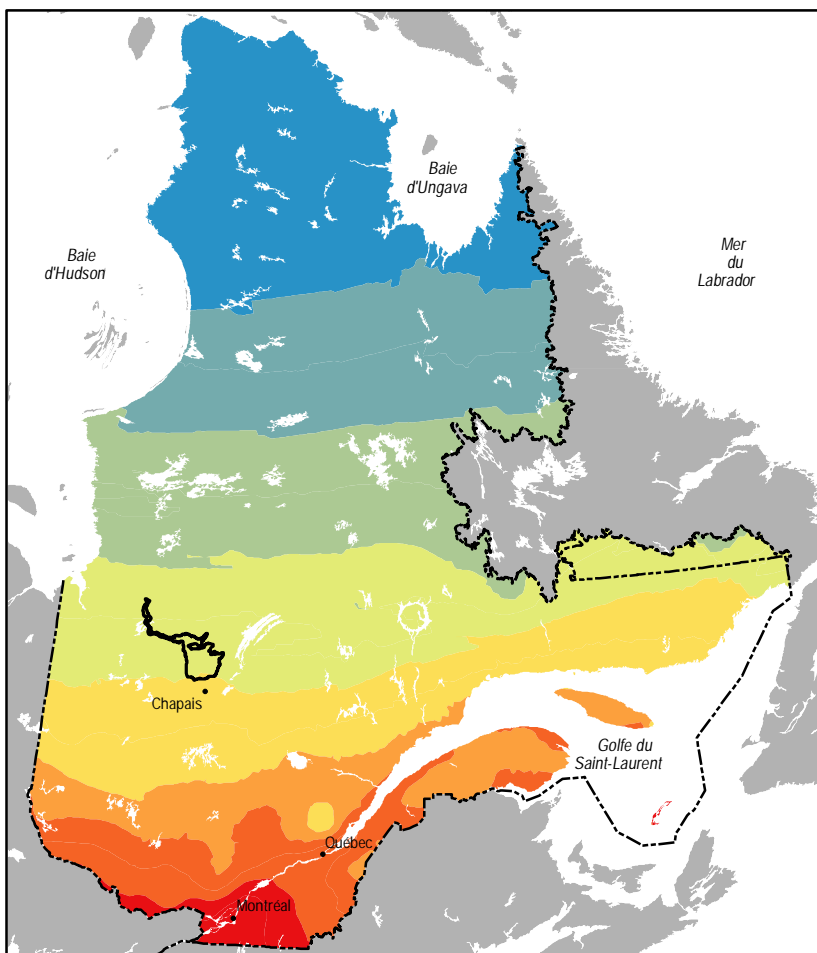 Baie
d'Ungava
Baie
d'Hudson
Mer
du
Labrador
Chapais
Golfe du
Saint-Laurent
Québec
Montréal